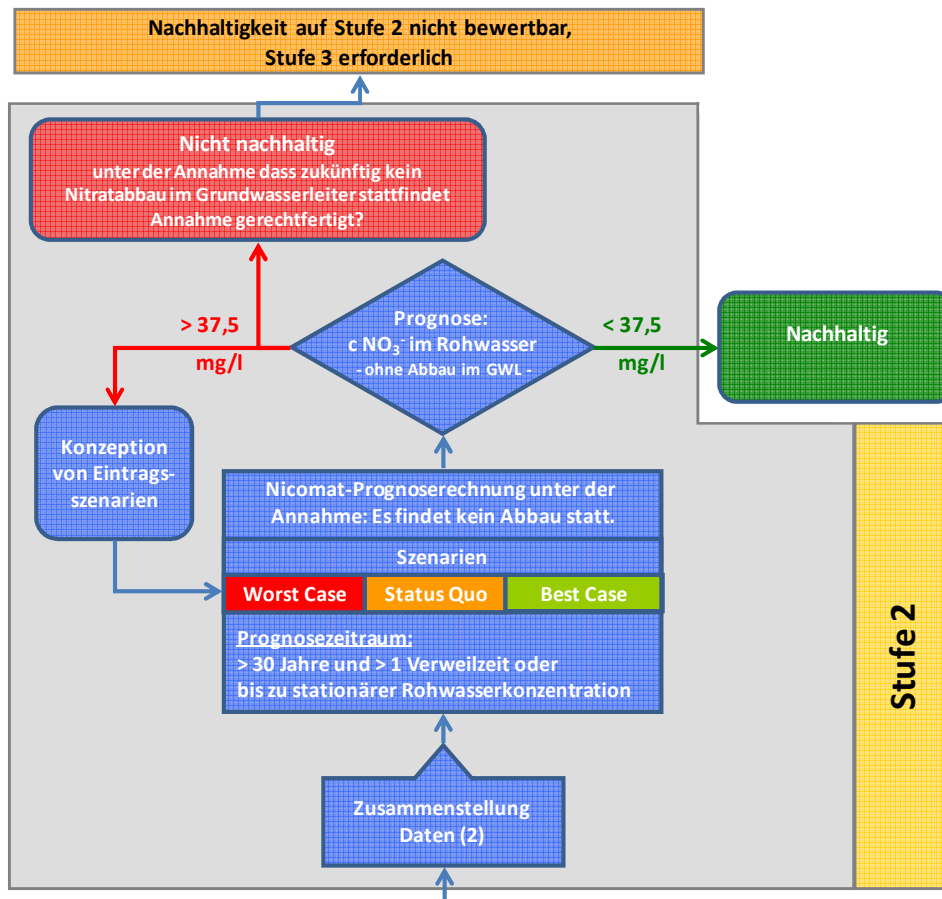 Nachhaltigkeit auf Stufe 2 nicht bewertbar,
Stufe 3 erforderlich
Nicht nachhaltig
unter der Annahme dass zukünftig kein
Nitratabbau im Grundwasserleiter stattfindet
Annahme gerechtfertigt?
> 37,5
mg/l
Prognose:
c NO₃⁻ im Rohwasser
- ohne Abbau im GWL -
< 37,5
mg/l
Nachhaltig
Konzeption
von Eintrags-
szenarien
Nicomat-Prognoserechnung unter der
Annahme: Es findet kein Abbau statt.
Szenarien
Worst Case
Status Quo
Best Case
Prognosezeitraum:
> 30 Jahre und > 1 Verweilzeit oder
bis zu stationärer Rohwasserkonzentration
Stufe 2
Zusammenstellung
Daten (2)